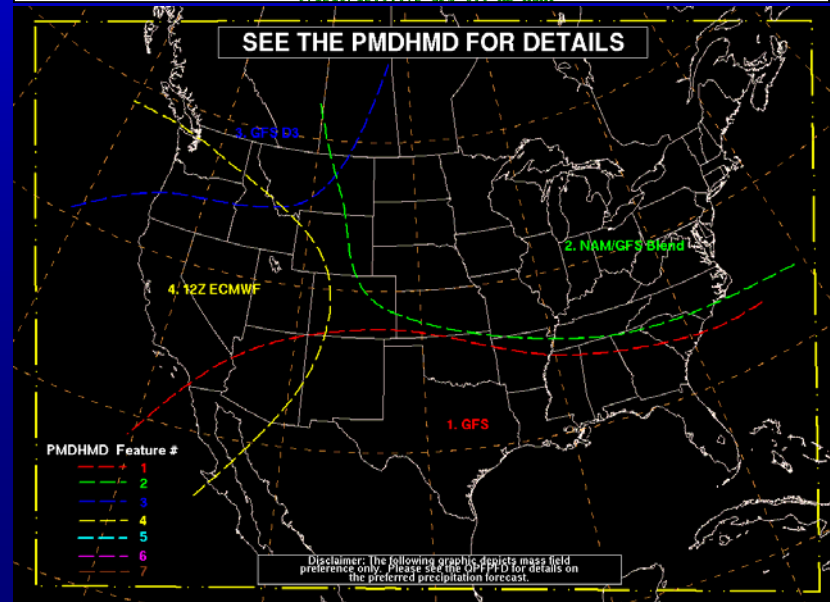 SEE THE PMDHMD FOR DETAILS
3. GFS D3
2. NAM/GFS Blend
4. 12Z ECMWF
1. GFS
PMDHMD Feature #
1
2
3
4
5
6
7
Disclaimer: The following graphic depicts mass field
preference only. Please see the QPFPFD for details on
the preferred precipitation forecast.